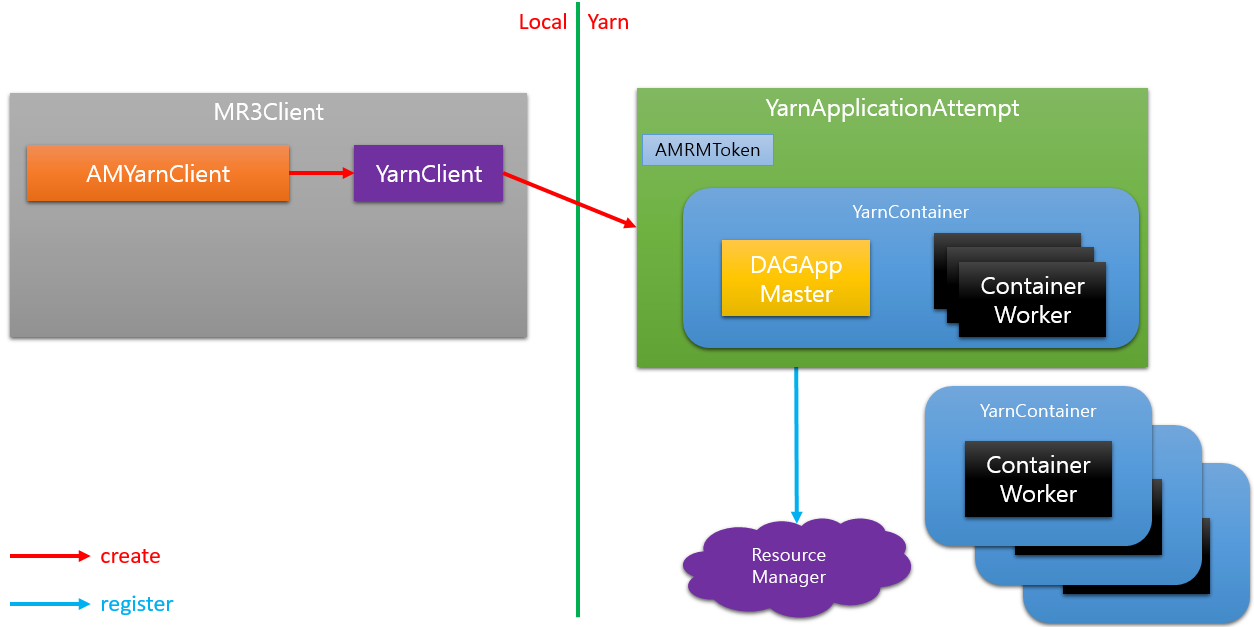 Local
Yarn
MR3Client
AMYarnClient
YarnClient
YarnApplicationAttempt
AMRMToken
YarnContainer
DAGApp
Master
Container
Worker
YarnContainer
Container
Worker
Resource
Manager
create
register